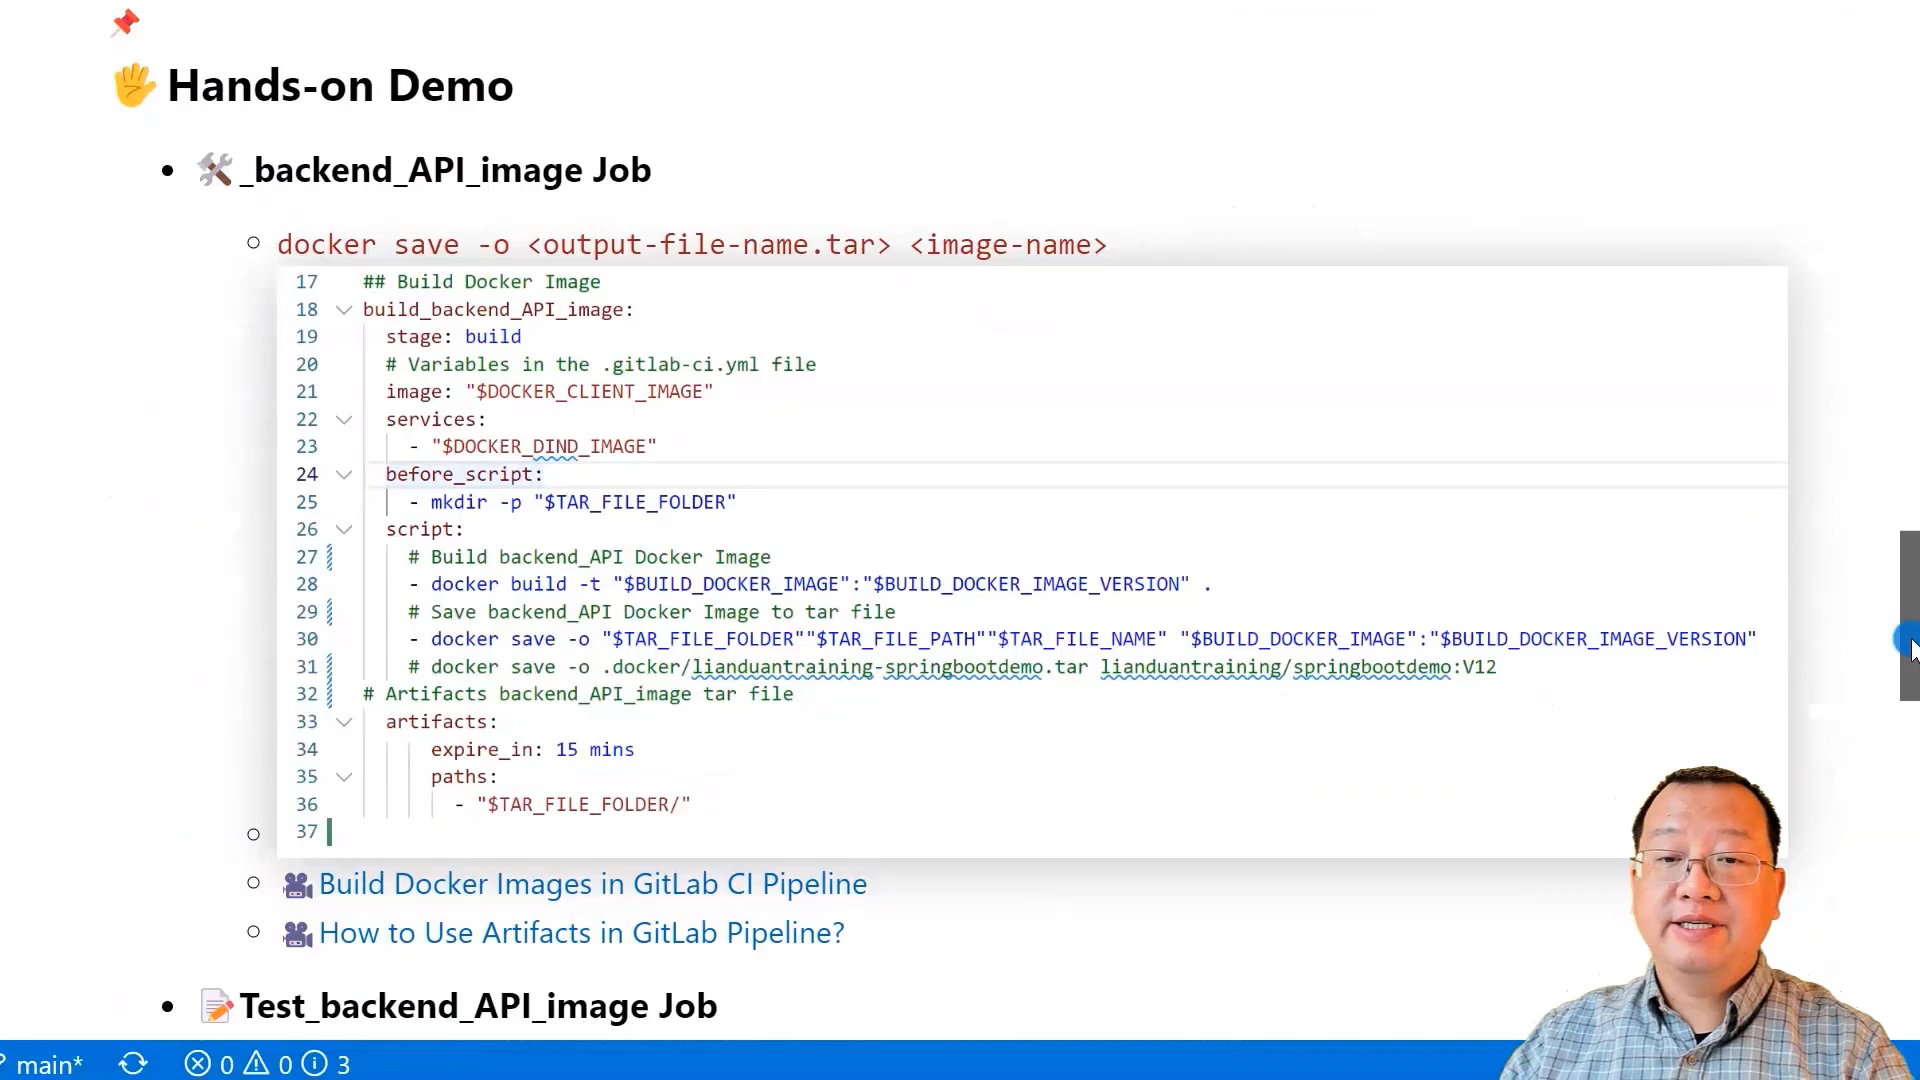 Hands-on Demo
_backend_API_image Job
docker save -o <output-file-name.tar> <image-name>
17 ## Build Docker Image
18 build_backend_API_image:
19 stage: build
20 # Variables in the .gitlab-ci.yml file
21 image: "$DOCKER_CLIENT_IMAGE"
22 services:
23 - "$DOCKER_DIND_IMAGE"
24 before_script:
25 - mkdir -p "$TAR_FILE_FOLDER"
26 script:
27 # Build backend_API Docker Image
28 - docker build -t "$BUILD_DOCKER_IMAGE":"$BUILD_DOCKER_IMAGE_VERSION" .
29 # Save backend_API Docker Image to tar file
30 - docker save -o "$TAR_FILE_FOLDER""$TAR_FILE_PATH""$TAR_FILE_NAME" "$BUILD_DOCKER_IMAGE":"$BUILD_DOCKER_IMAGE_VERSION"
31 # docker save -o .docker/lianduantraining-springbootdemo.tar lianduantraining/springbootdemo:V12
32 # Artifacts backend_API_image tar file
33 artifacts:
34 expire_in: 15 mins
35 paths:
36 - "$TAR_FILE_FOLDER/"
37
Build Docker Images in GitLab CI Pipeline
How to Use Artifacts in GitLab Pipeline?
Test_backend_API_image Job
main* 0 0 3